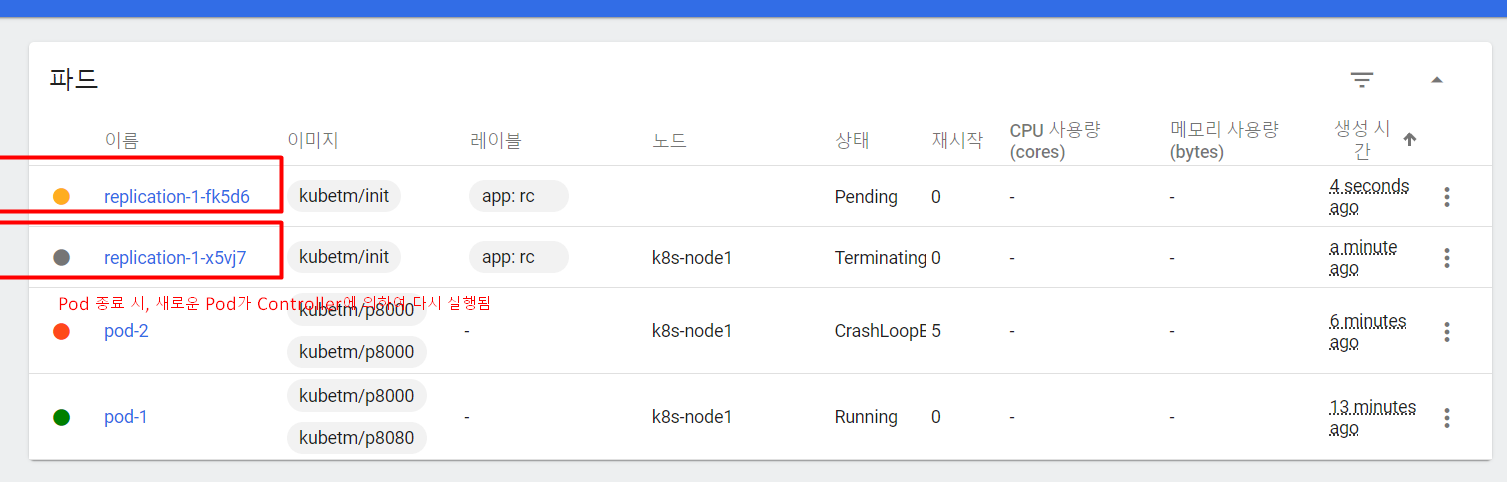 파드
이름 이미지 레이블 노드 상태 재시작 CPU 사용량 (cores) 메모리 사용량 (bytes) 생성 시간
replication-1-fk5d6 kubetm/init app: rc Pending 0 - - 4 seconds ago
replication-1-x5vj7 kubetm/init app: rc k8s-node1 Terminating 0 - - a minute ago
Pod 종료 시, 새로운 Pod가 Controller에 위하여 다시 실행됨
kubetm/p8000
pod-2 - k8s-node1 CrashLoopE 5 - - 6 minutes ago
kubetm/p8000
kubetm/p8000
pod-1 - k8s-node1 Running 0 - - 13 minutes ago
kubetm/p8080